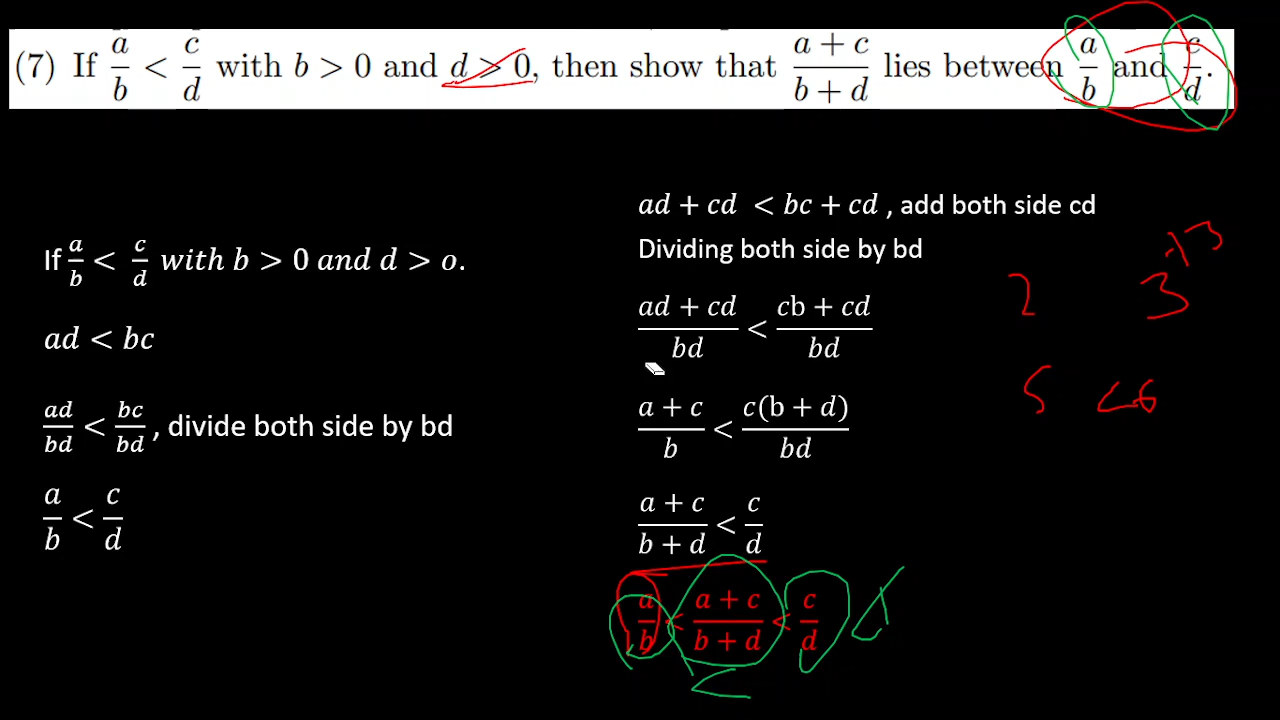 (7) If a/b < c/d with b > 0 and d > 0, then show that (a + c)/(b + d) lies between a/b and c/d.
If a/b < c/d with b > 0 and d > o.
ad < bc
ad/bd < bc/bd , divide both side by bd
a/b < c/d
ad + cd < bc + cd , add both side cd
Dividing both side by bd
(ad + cd)/bd < (cb + cd)/bd
(a + c)/b < c(b + d)/bd
(a + c)/(b + d) < c/d
a/b < (a + c)/(b + d) < c/d
2 3
5 < 6